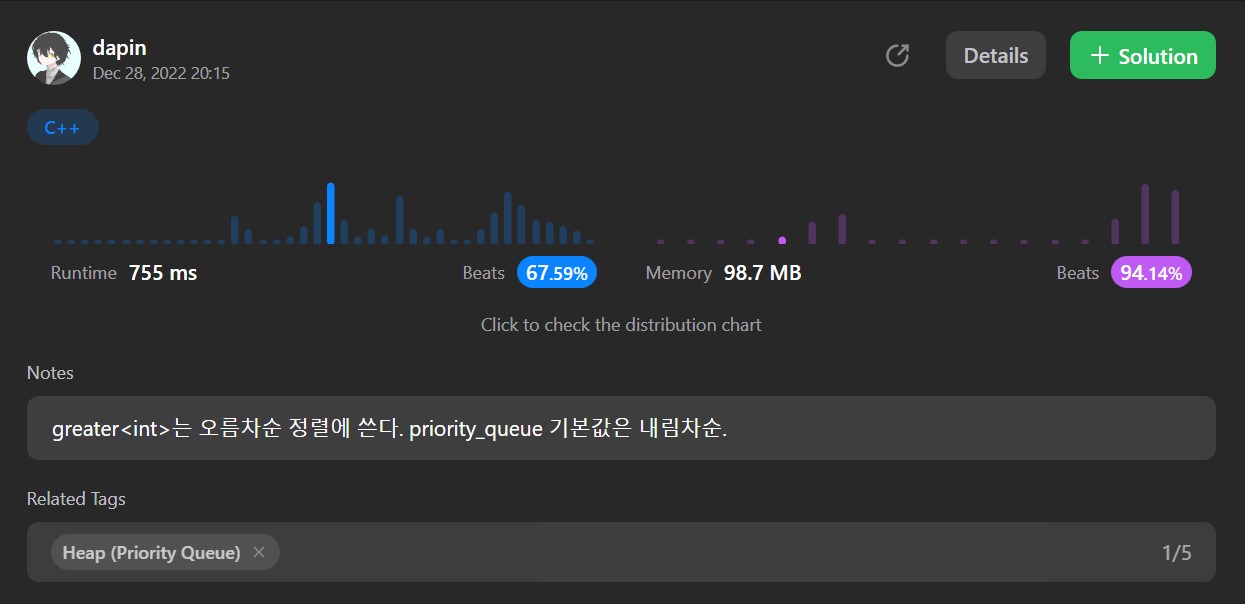 dapin
Dec 28, 2022 20:15
Details
+ Solution
C++
Runtime 755 ms Beats 67.59% Memory 98.7 MB Beats 94.14%
Click to check the distribution chart
Notes
greater<int>는 오름차순 정렬에 쓴다. priority_queue 기본값은 내림차순.
Related Tags
Heap (Priority Queue) × 1/5